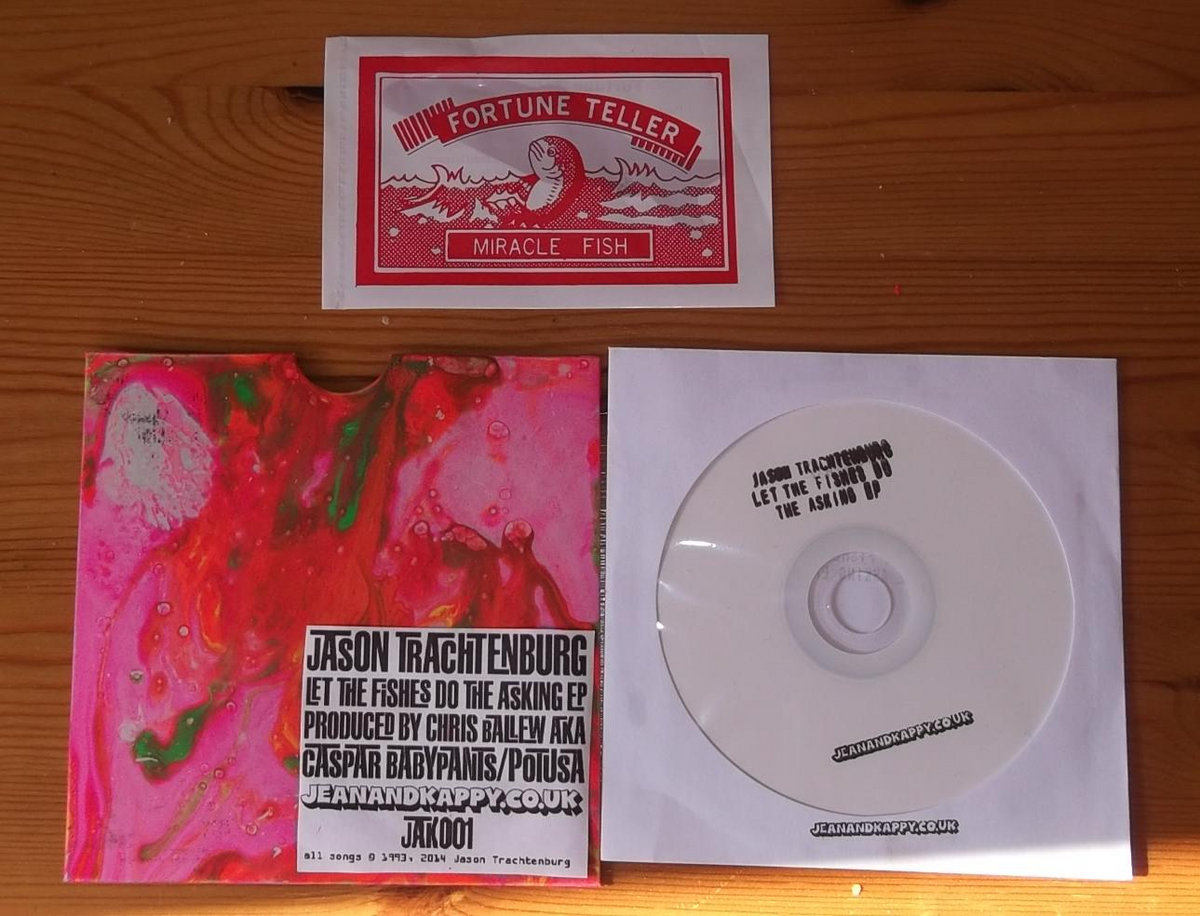 FORTUNE TELLER
MIRACLE FISH
JASON TRACHTENBURG
LET THE FISHES DO THE ASKING EP
PRODUCED BY CHRIS BALLEW AKA
CASPAR BABYPANTS/POTUSA
JEANANDKAPPY.CO.UK
JAK001
all songs @ 1993, 2014 Jason Trachtenburg
JASON TRACHTENBURG
LET THE FISHES DO
THE ASKING EP
JEANANDKAPPY.CO.UK
JEANANDKAPPY.CO.UK